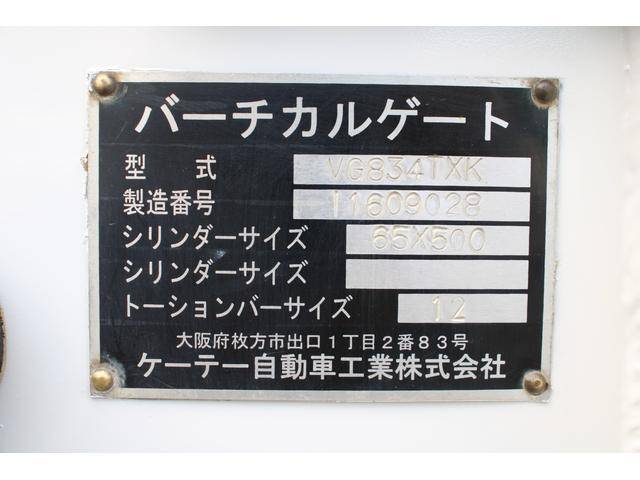 バーチカルゲート
型 式 VG834TXK
製造番号 11609028
シリンダーサイズ 65X500
シリンダーサイズ
トーションバーサイズ 12
大阪府枚方市出口1丁目2番83号
ケーテー自動車工業株式会社